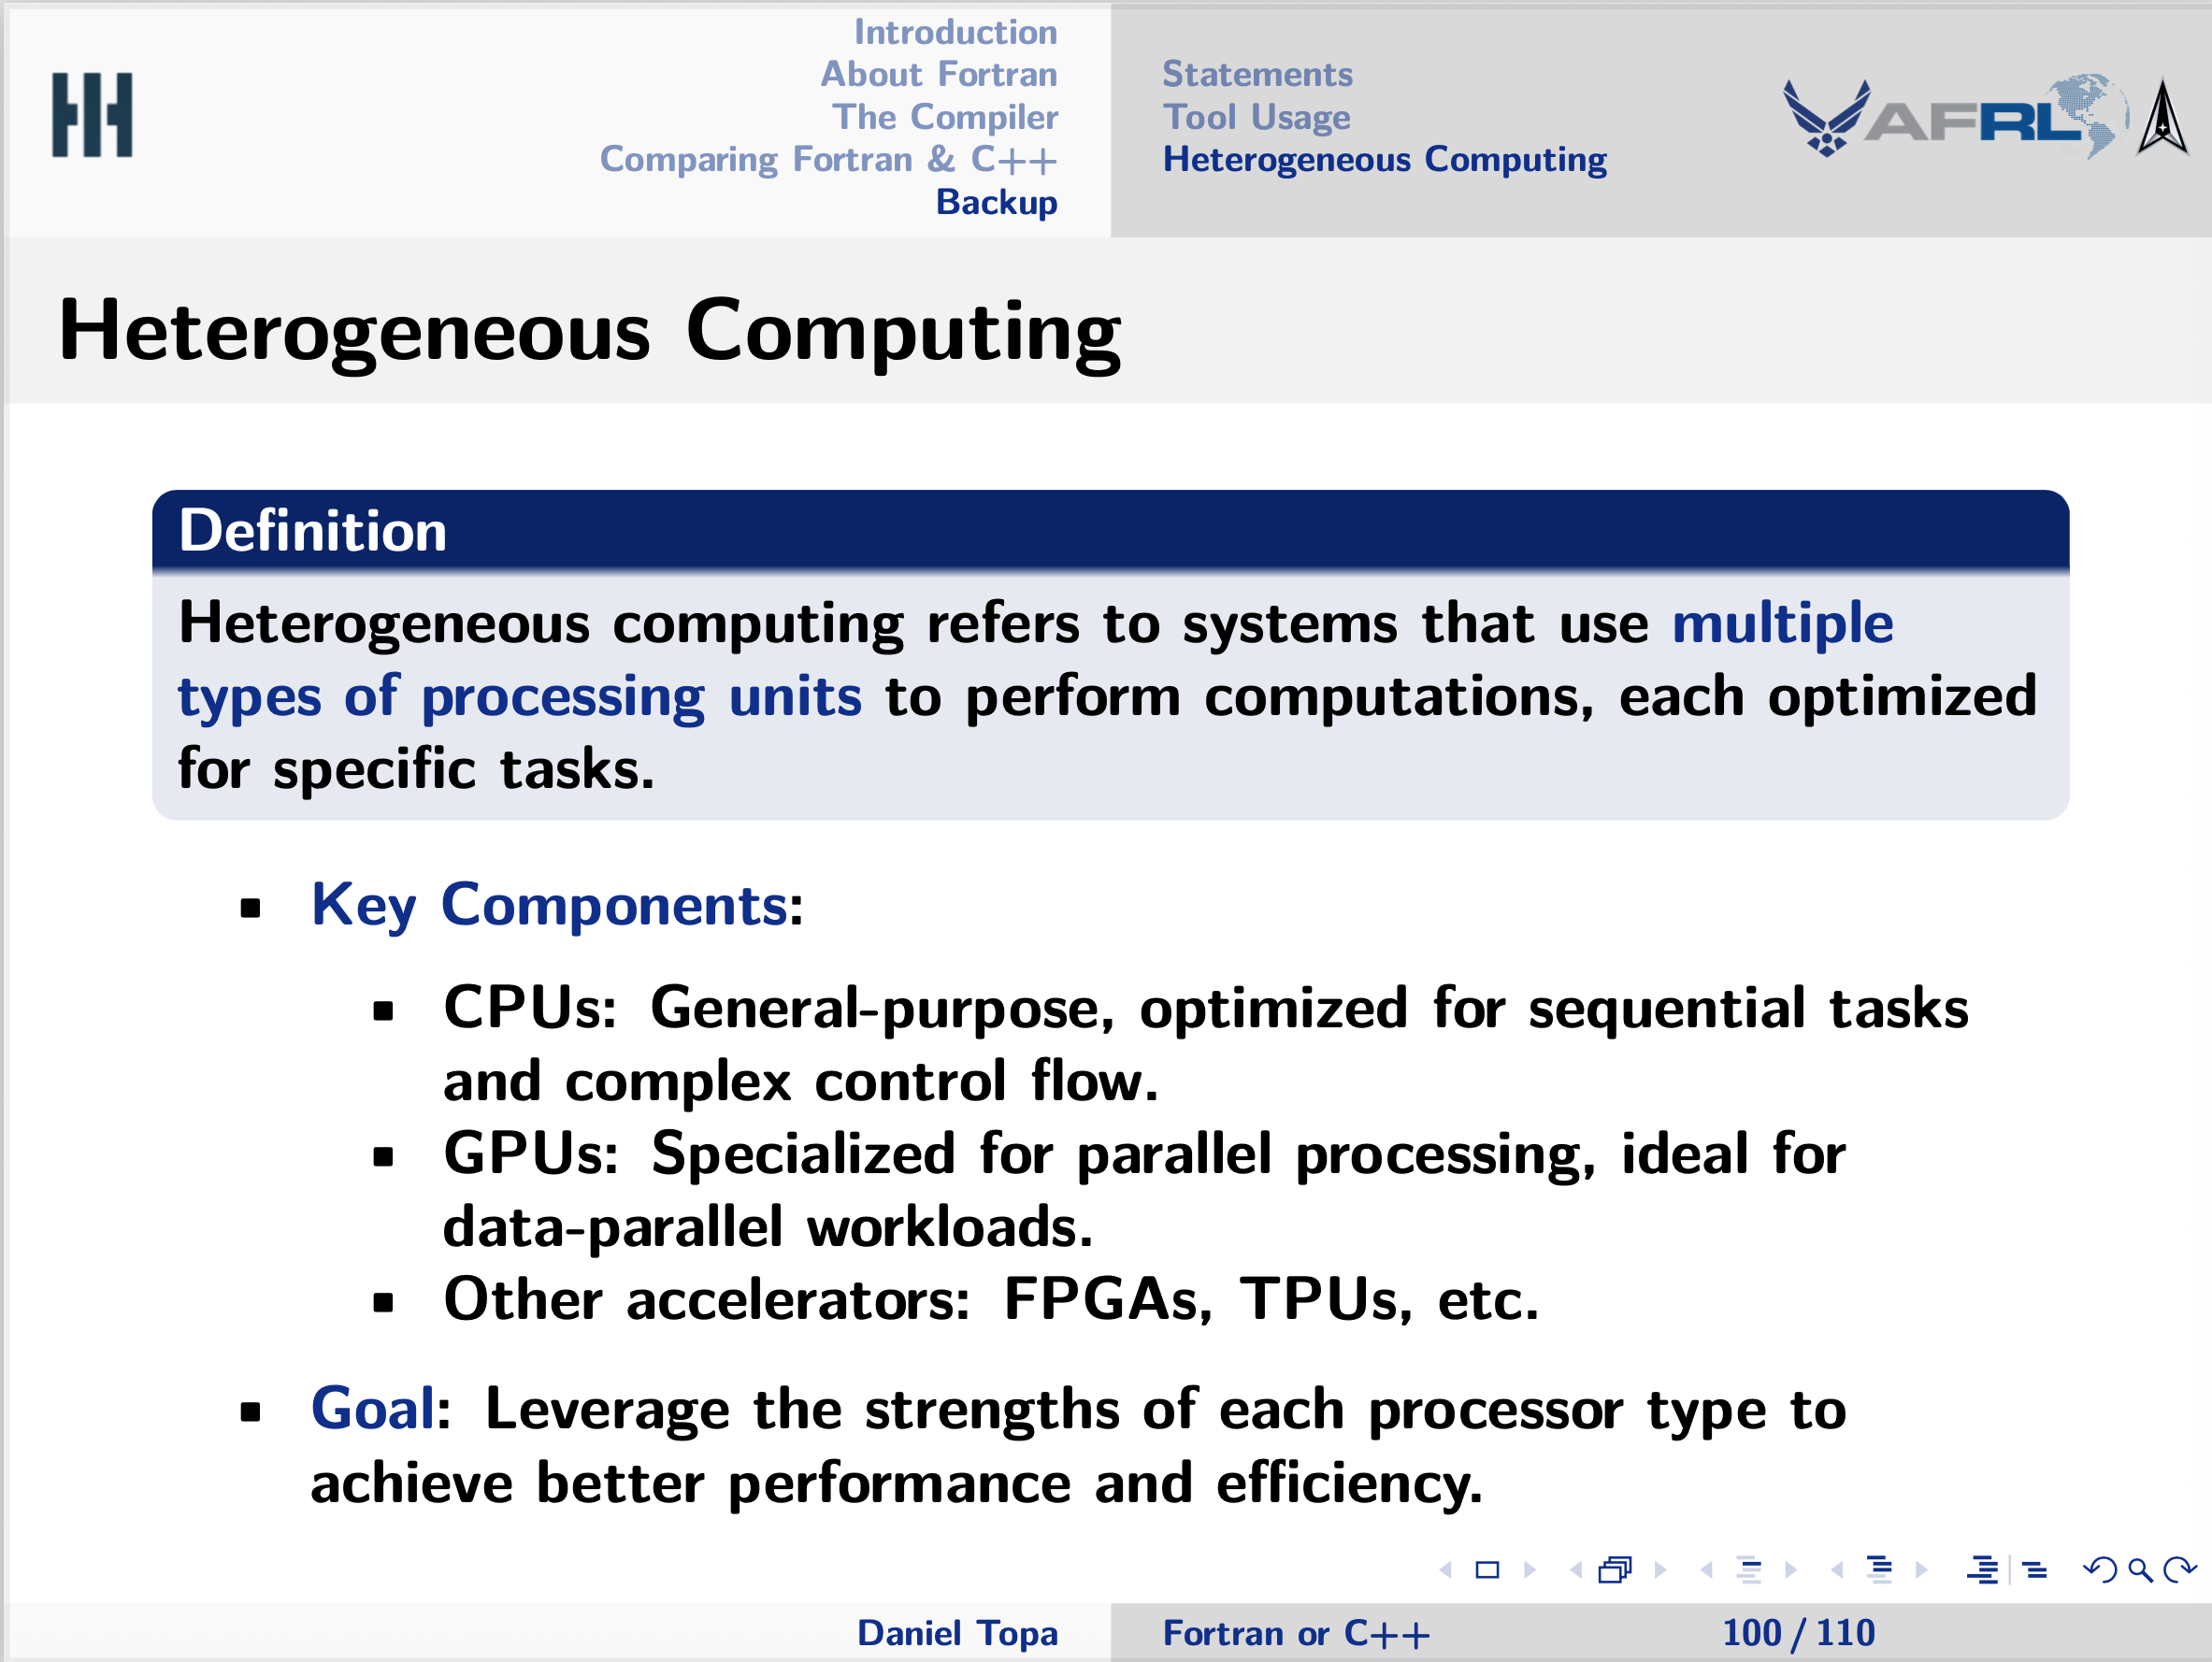 Introduction
About Fortran
The Compiler
Comparing Fortran & C++
Backup
Statements
Tool Usage
Heterogeneous Computing
AFRL
Heterogeneous Computing
Definition
Heterogeneous computing refers to systems that use multiple
types of processing units to perform computations, each optimized
for specific tasks.
▪ Key Components:
▪ CPUs: General-purpose, optimized for sequential tasks
and complex control flow.
▪ GPUs: Specialized for parallel processing, ideal for
data-parallel workloads.
▪ Other accelerators: FPGAs, TPUs, etc.
▪ Goal: Leverage the strengths of each processor type to
achieve better performance and efficiency.
Daniel Topa
Fortran or C++
100 / 110